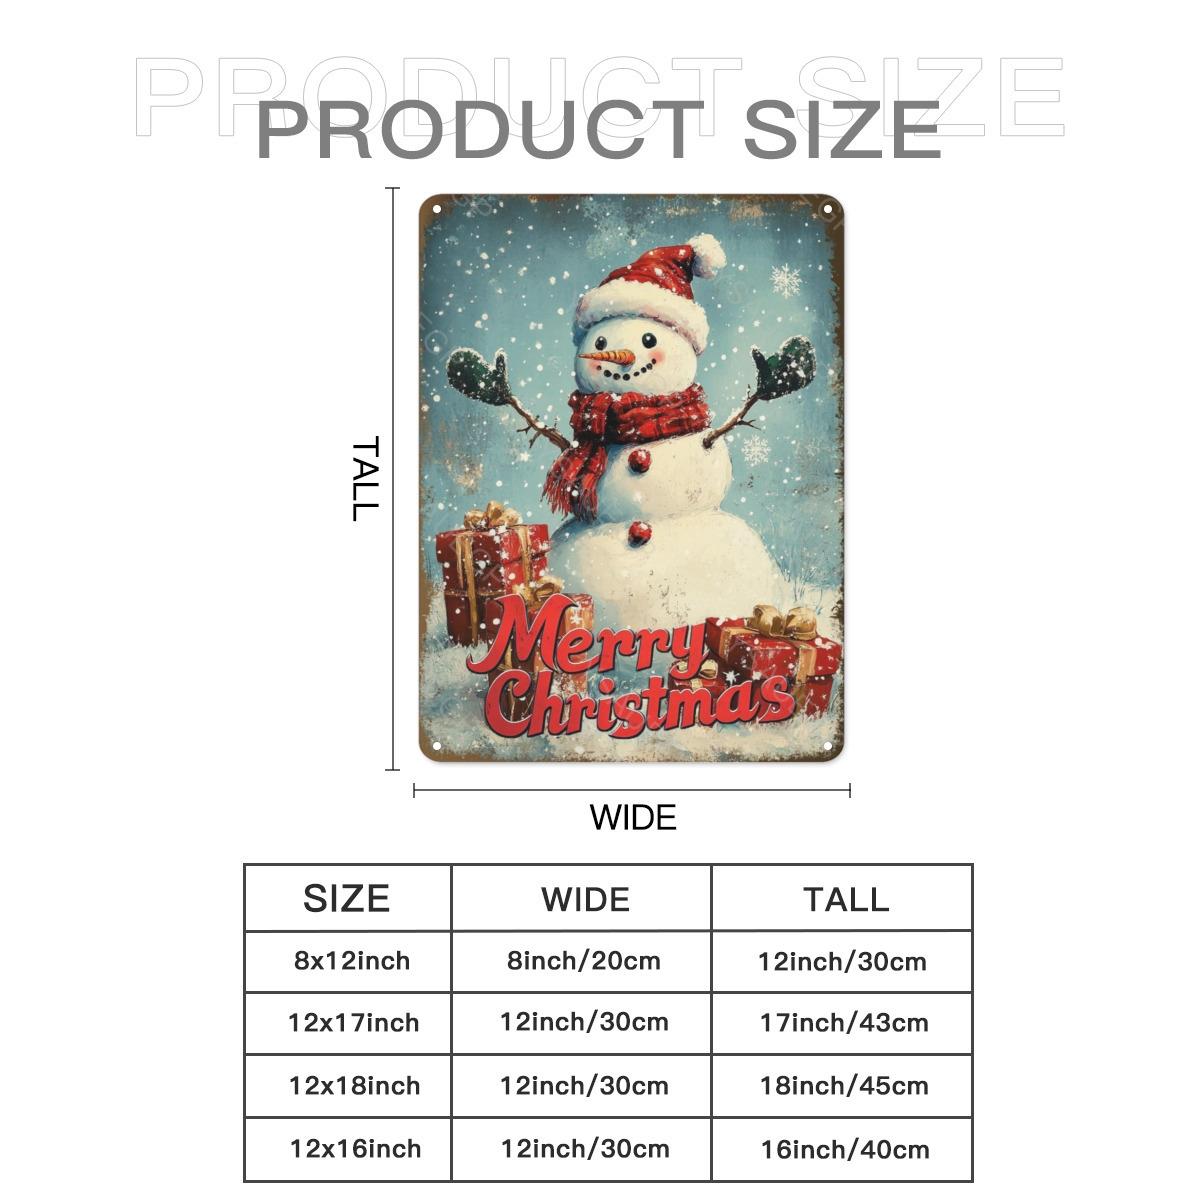 PRODUCT SIZE
PRODUCT SIZE
TALL
Merry
Christmas
WIDE
SIZE WIDE TALL
8x12inch 8inch/20cm 12inch/30cm
12x17inch 12inch/30cm 17inch/43cm
12x18inch 12inch/30cm 18inch/45cm
12x16inch 12inch/30cm 16inch/40cm